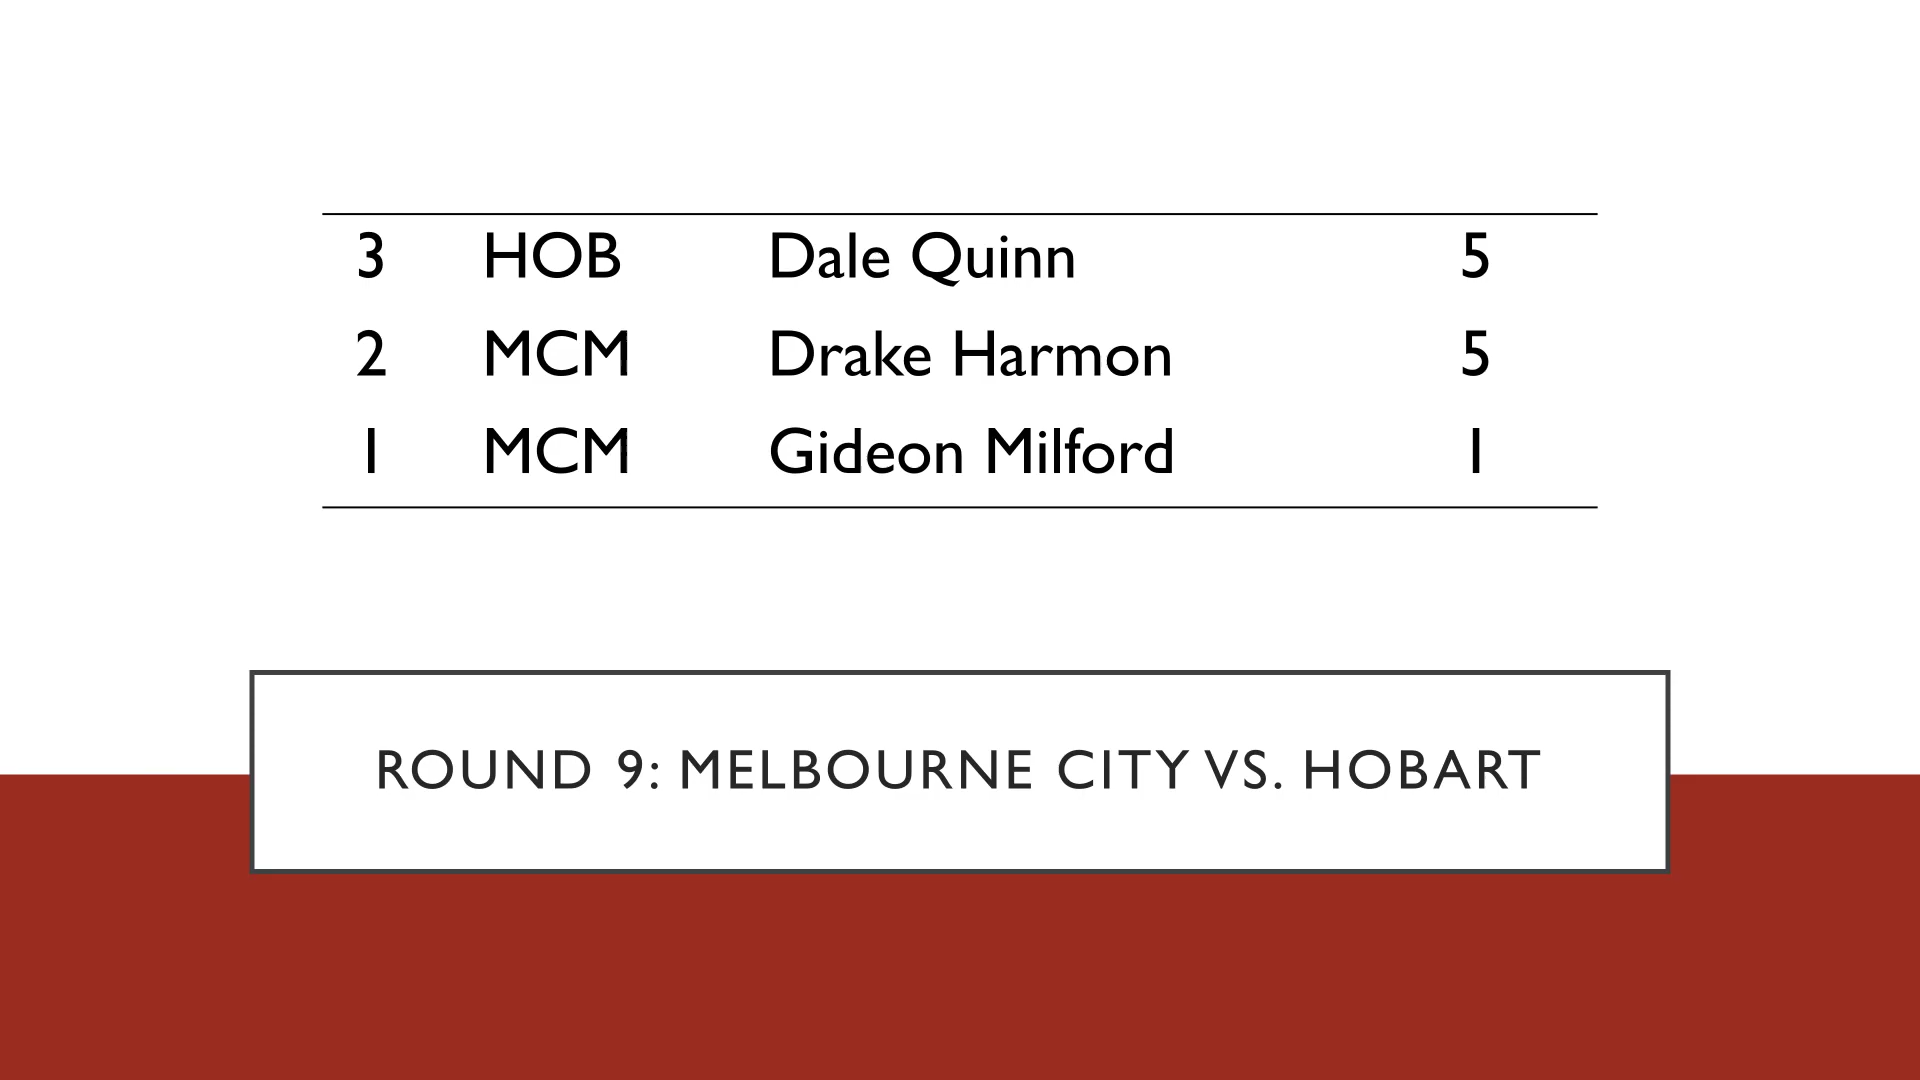 3 HOB Dale Quinn 5
2 MCM Drake Harmon 5
1 MCM Gideon Milford 1
ROUND 9: MELBOURNE CITY VS. HOBART